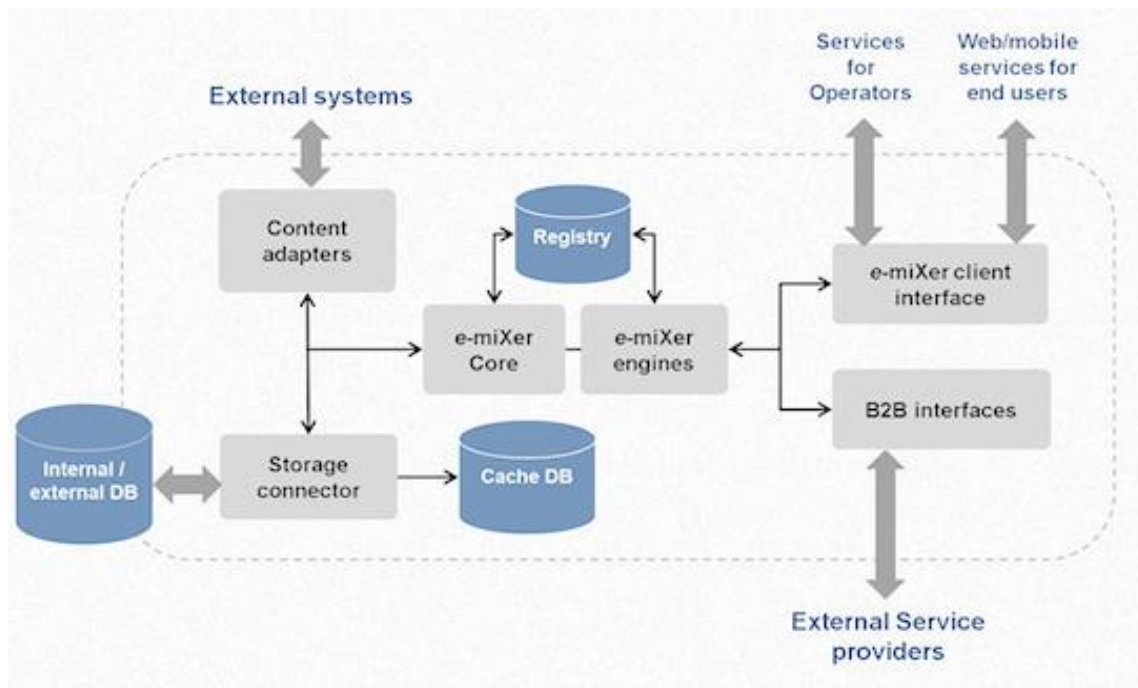 Services
for
Operators
Web/mobile
services for
end users
External systems
Content
adapters
Registry
e-miXer client
interface
e-miXer
Core
e-miXer
engines
B2B interfaces
Internal /
external DB
Storage
connector
Cache DB
External Service
providers